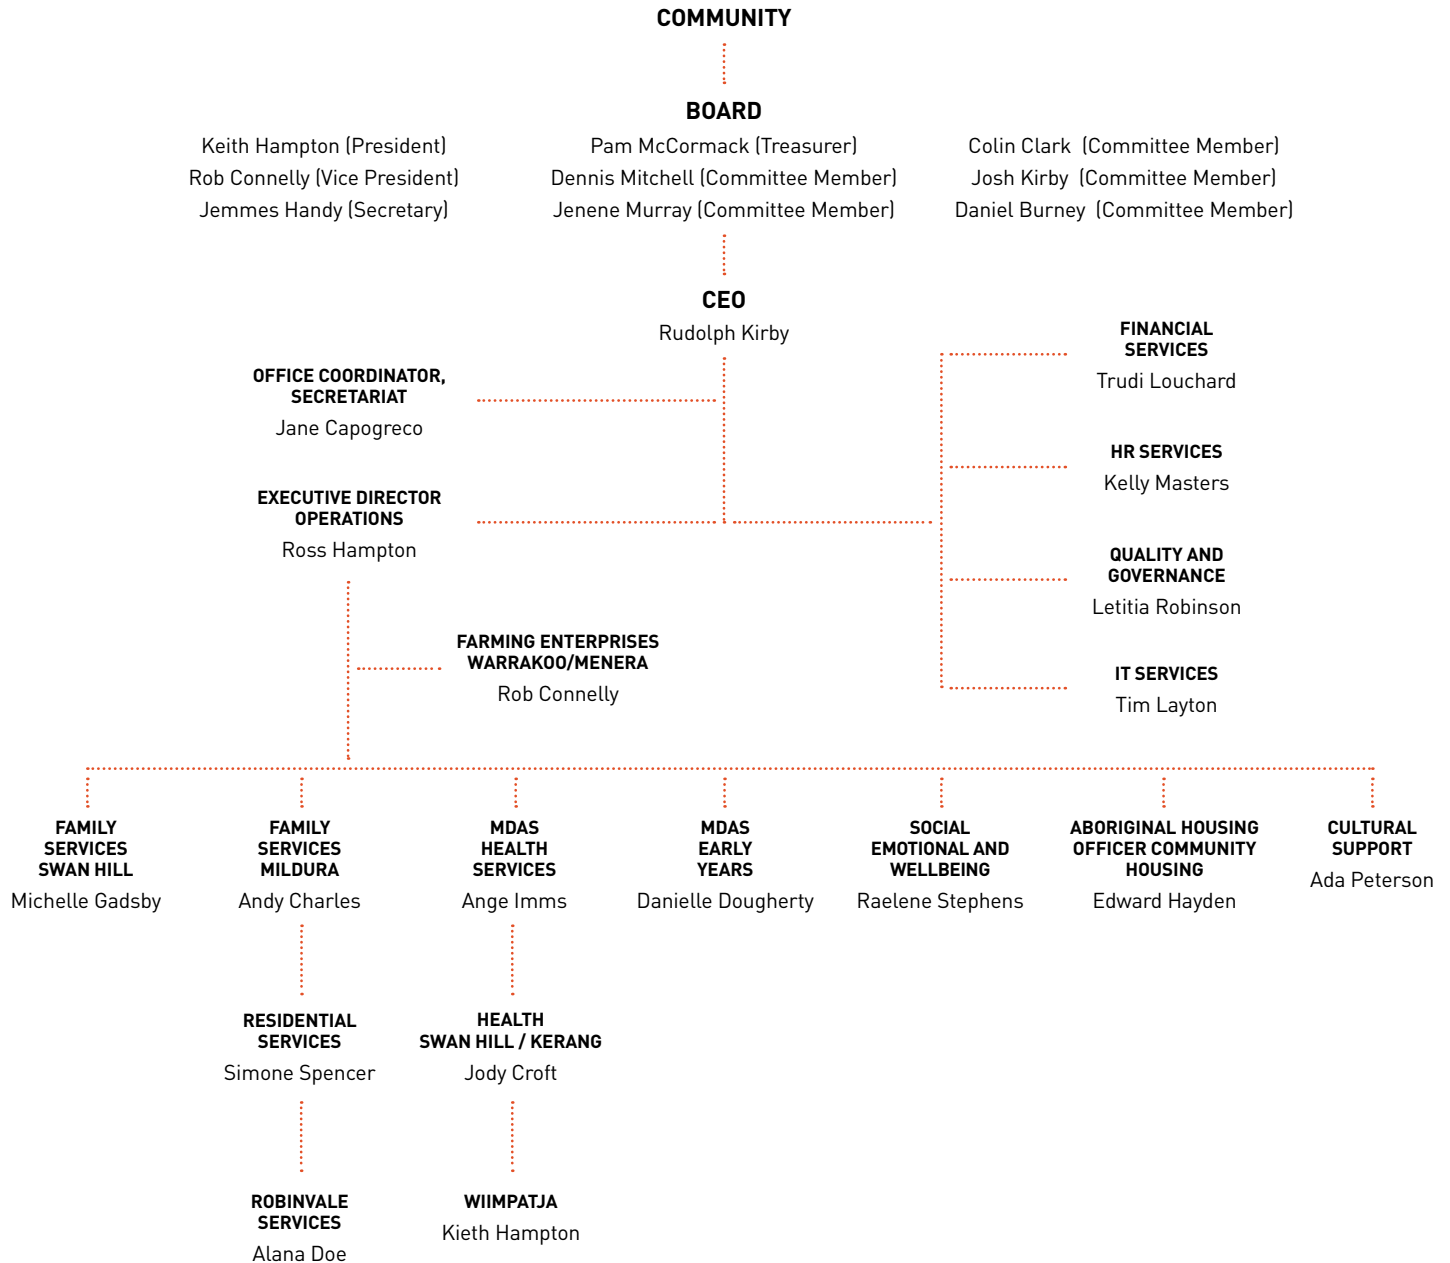 COMMUNITY
BOARD
Keith Hampton (President)
Rob Connelly (Vice President)
Jemmes Handy (Secretary)
Pam McCormack (Treasurer)
Dennis Mitchell (Committee Member)
Jenene Murray (Committee Member)
Colin Clark (Committee Member)
Josh Kirby (Committee Member)
Daniel Burney (Committee Member)
CEO
Rudolph Kirby
OFFICE COORDINATOR,
SECRETARIAT
Jane Capogreco
EXECUTIVE DIRECTOR
OPERATIONS
Ross Hampton
FINANCIAL
SERVICES
Trudi Louchard
HR SERVICES
Kelly Masters
QUALITY AND
GOVERNANCE
Letitia Robinson
IT SERVICES
Tim Layton
FARMING ENTERPRISES
WARRAKOO/MENERA
Rob Connelly
FAMILY
SERVICES
SWAN HILL
Michelle Gadsby
FAMILY
SERVICES
MILDURA
Andy Charles
MDAS
HEALTH
SERVICES
Ange Imms
MDAS
EARLY
YEARS
Danielle Dougherty
SOCIAL
EMOTIONAL AND
WELLBEING
Raelene Stephens
ABORIGINAL HOUSING
OFFICER COMMUNITY
HOUSING
Edward Hayden
CULTURAL
SUPPORT
Ada Peterson
RESIDENTIAL
SERVICES
Simone Spencer
HEALTH
SWAN HILL / KERANG
Jody Croft
ROBINVALE
SERVICES
Alana Doe
WIIMPATJA
Kieth Hampton